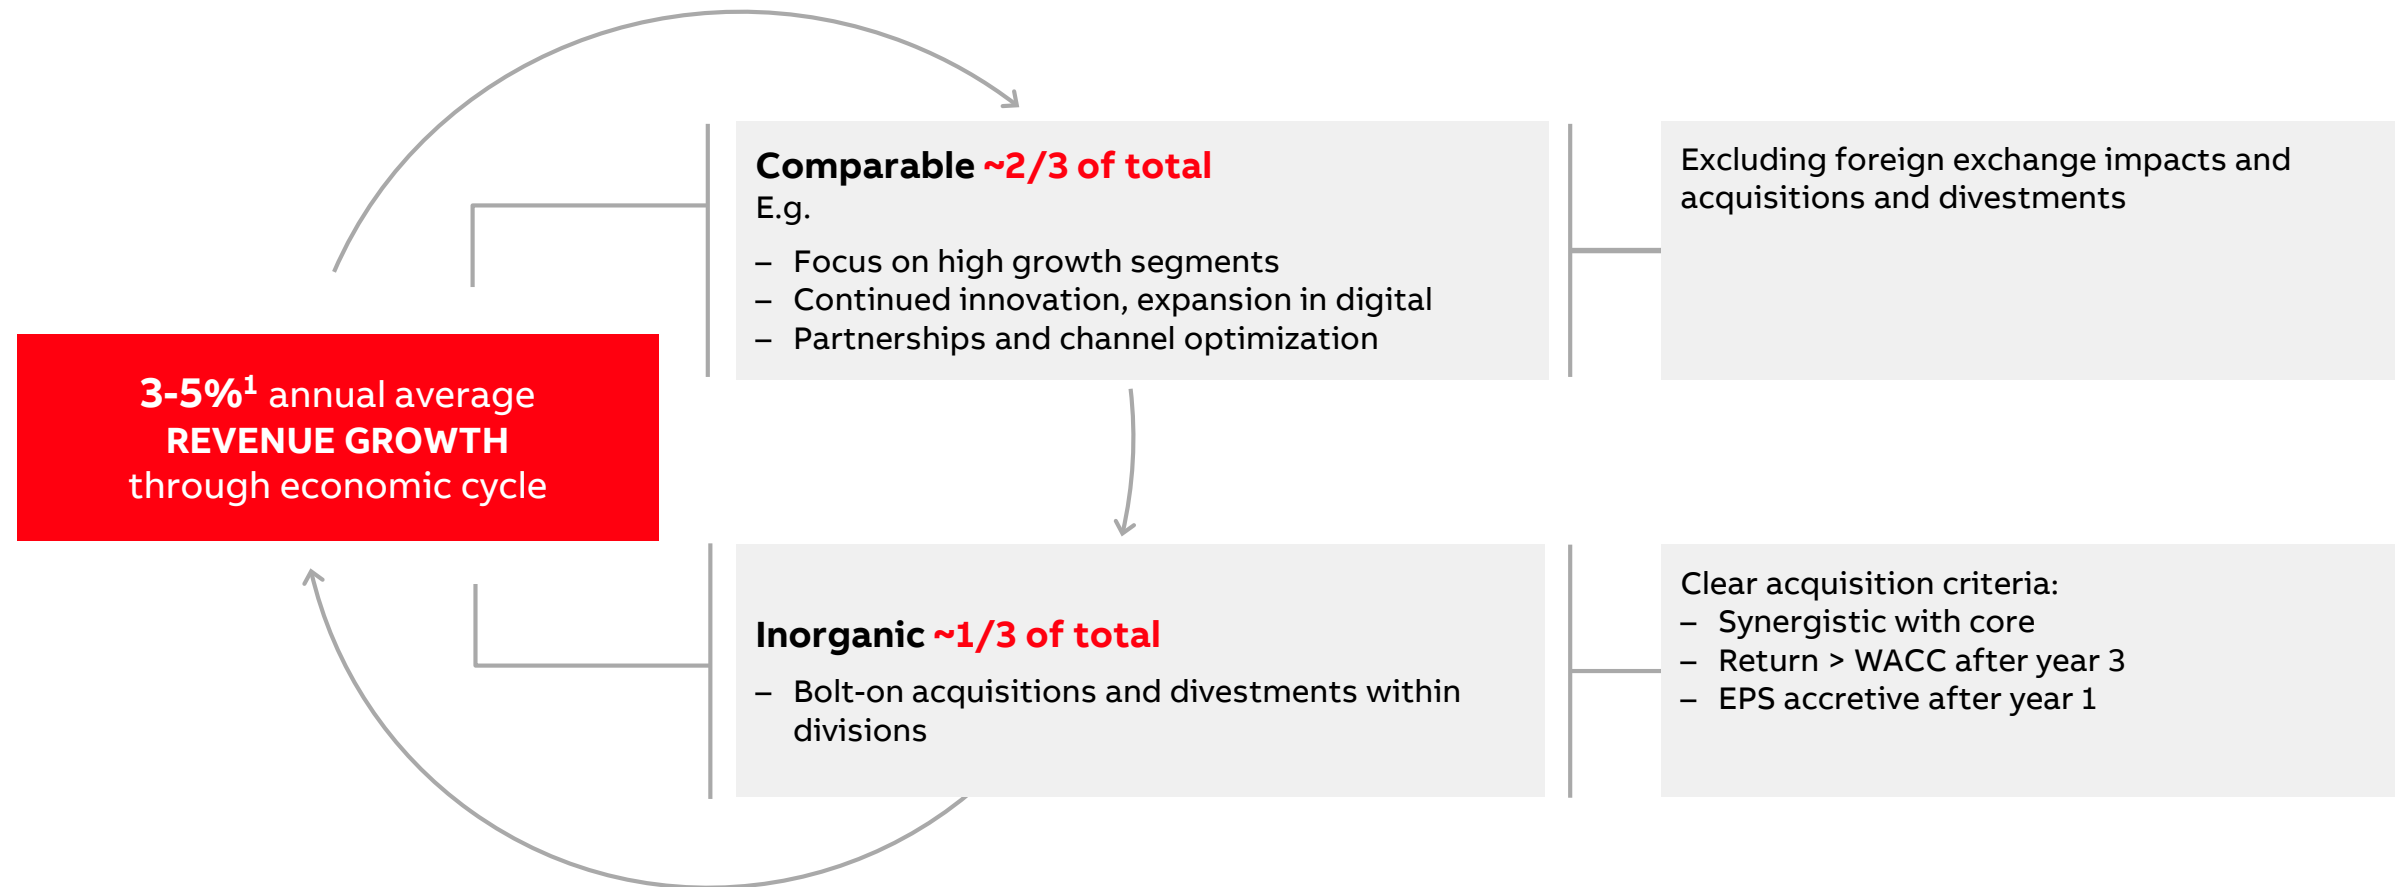 3-5%¹ annual average
REVENUE GROWTH
through economic cycle
Comparable ~2/3 of total
E.g.
– Focus on high growth segments
– Continued innovation, expansion in digital
– Partnerships and channel optimization
Excluding foreign exchange impacts and
acquisitions and divestments
Inorganic ~1/3 of total
– Bolt-on acquisitions and divestments within
divisions
Clear acquisition criteria:
– Synergistic with core
– Return > WACC after year 3
– EPS accretive after year 1